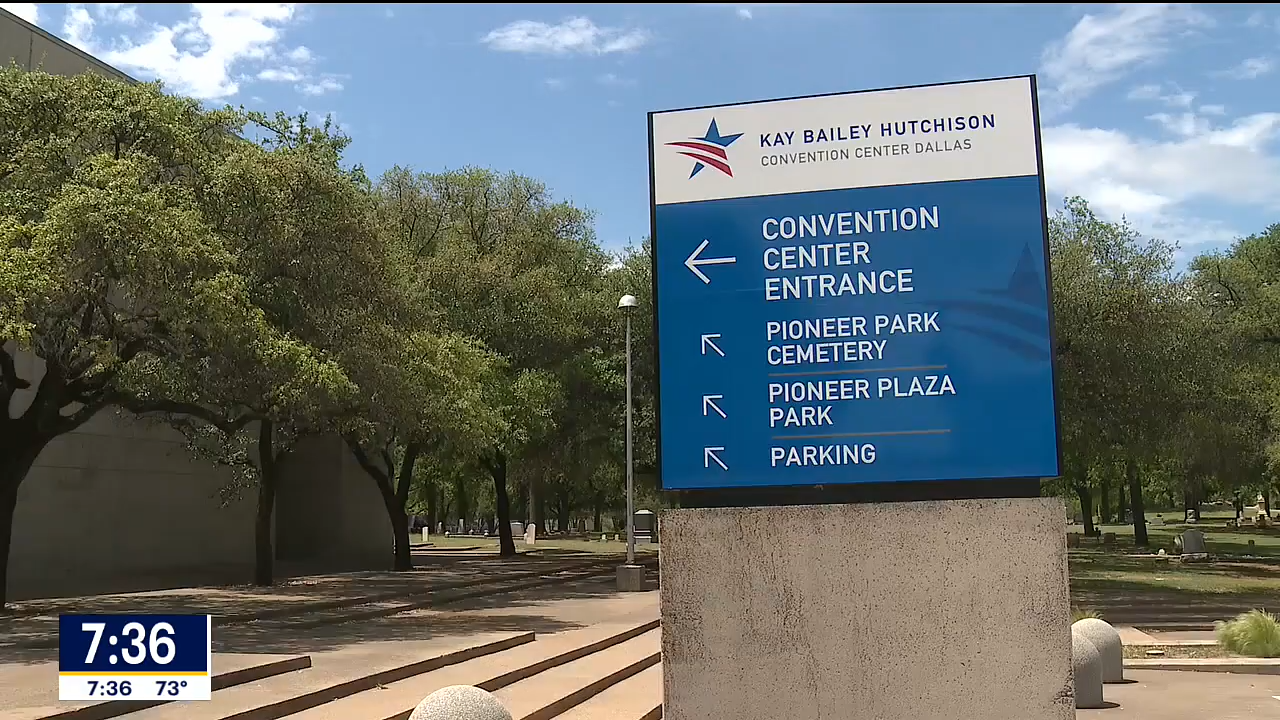 KAY BAILEY HUTCHISON
CONVENTION CENTER DALLAS
CONVENTION
CENTER
ENTRANCE
PIONEER PARK
CEMETERY
PIONEER PLAZA
PARK
PARKING
7:36
7:36 73°